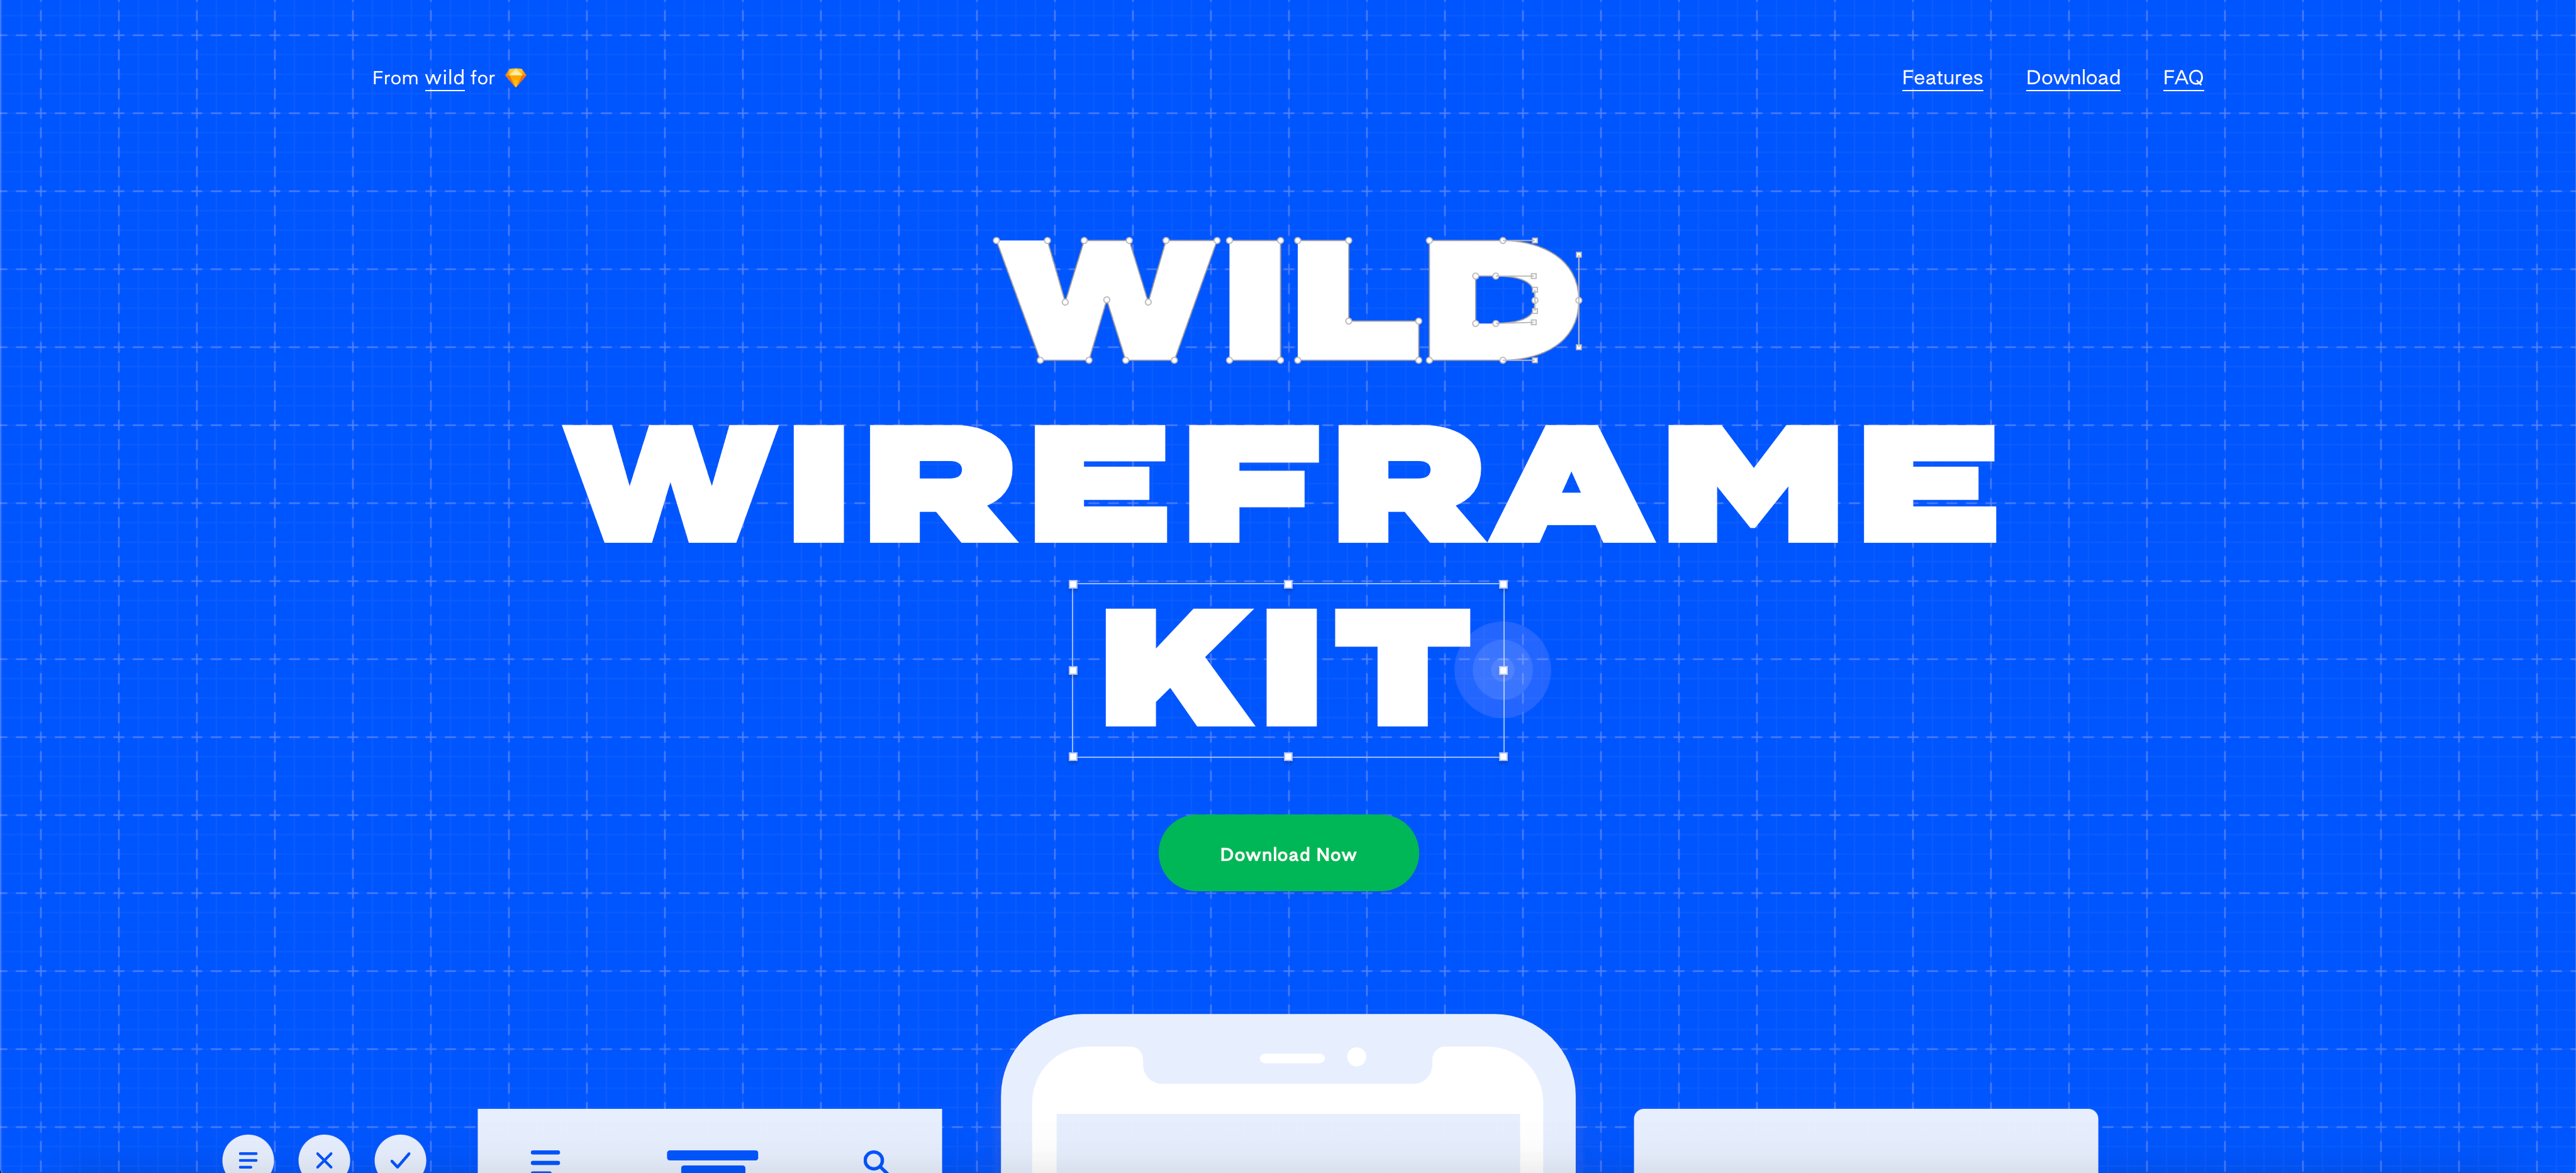 From wild for
Features
Download
FAQ
WILD
WIREFRAME
KIT
Download Now